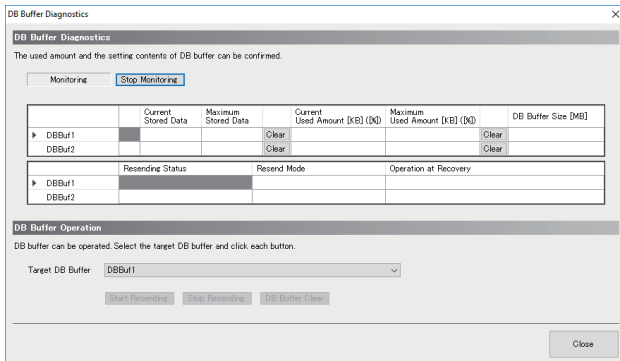 DB Buffer Diagnostics
DB Buffer Diagnostics
The used amount and the setting contents of DB buffer can be confirmed.
Monitoring Stop Monitoring
Current Stored Data Maximum Stored Data Current Used Amount [KB] ([%]) Maximum Used Amount [KB] ([%]) DB Buffer Size [MB]
DBBuf1 Clear Clear
DBBuf2 Clear Clear
Resending Status Resend Mode Operation at Recovery
DBBuf1
DBBuf2
DB Buffer Operation
DB buffer can be operated. Select the target DB buffer and click each button.
Target DB Buffer DBBuf1
Start Resending Stop Resending DB Buffer Clear
Close